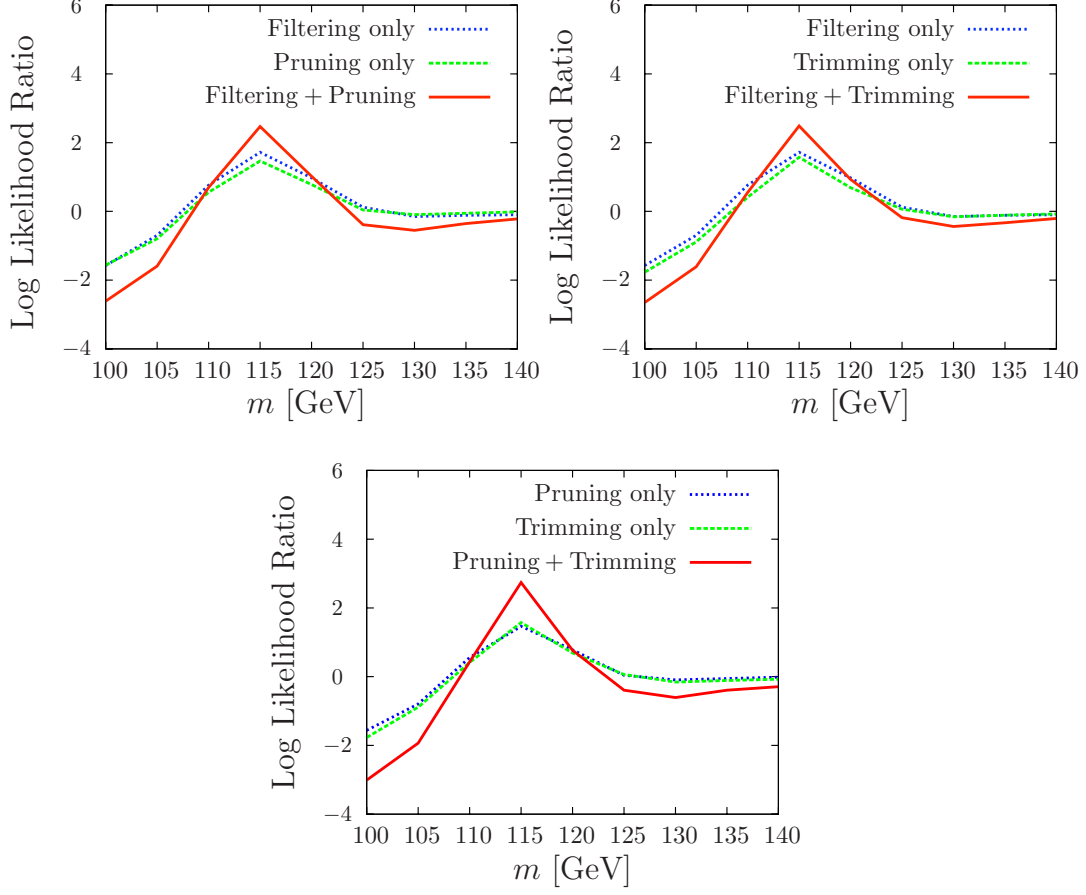 Log Likelihood Ratio
6
4
2
0
−2
−4
Filtering only
Pruning only
Filtering + Pruning
100 105 110 115 120 125 130 135 140
m [GeV]
Log Likelihood Ratio
6
4
2
0
−2
−4
Filtering only
Trimming only
Filtering + Trimming
100 105 110 115 120 125 130 135 140
m [GeV]
Log Likelihood Ratio
6
4
2
0
−2
−4
Pruning only
Trimming only
Pruning + Trimming
100 105 110 115 120 125 130 135 140
m [GeV]